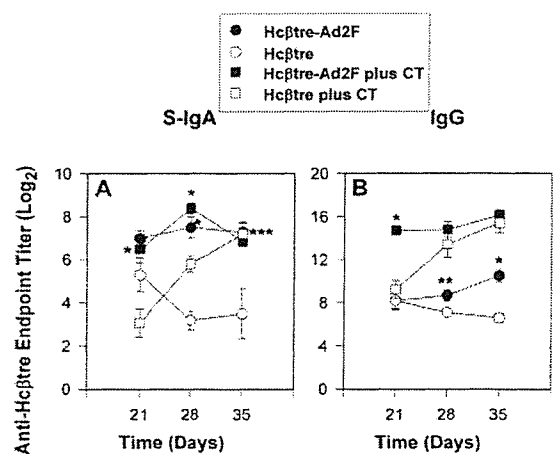 Hcβtre-Ad2F
Hcβtre
Hcβtre-Ad2F plus CT
Hcβtre plus CT
S-IgA
IgG
Anti-Hcβtre Endpoint Titer (Log2)
A
10
8
6
4
2
0
*
*
*
***
21
28
35
Time (Days)
B
16
12
8
4
0
*
**
*
21
28
35
Time (Days)